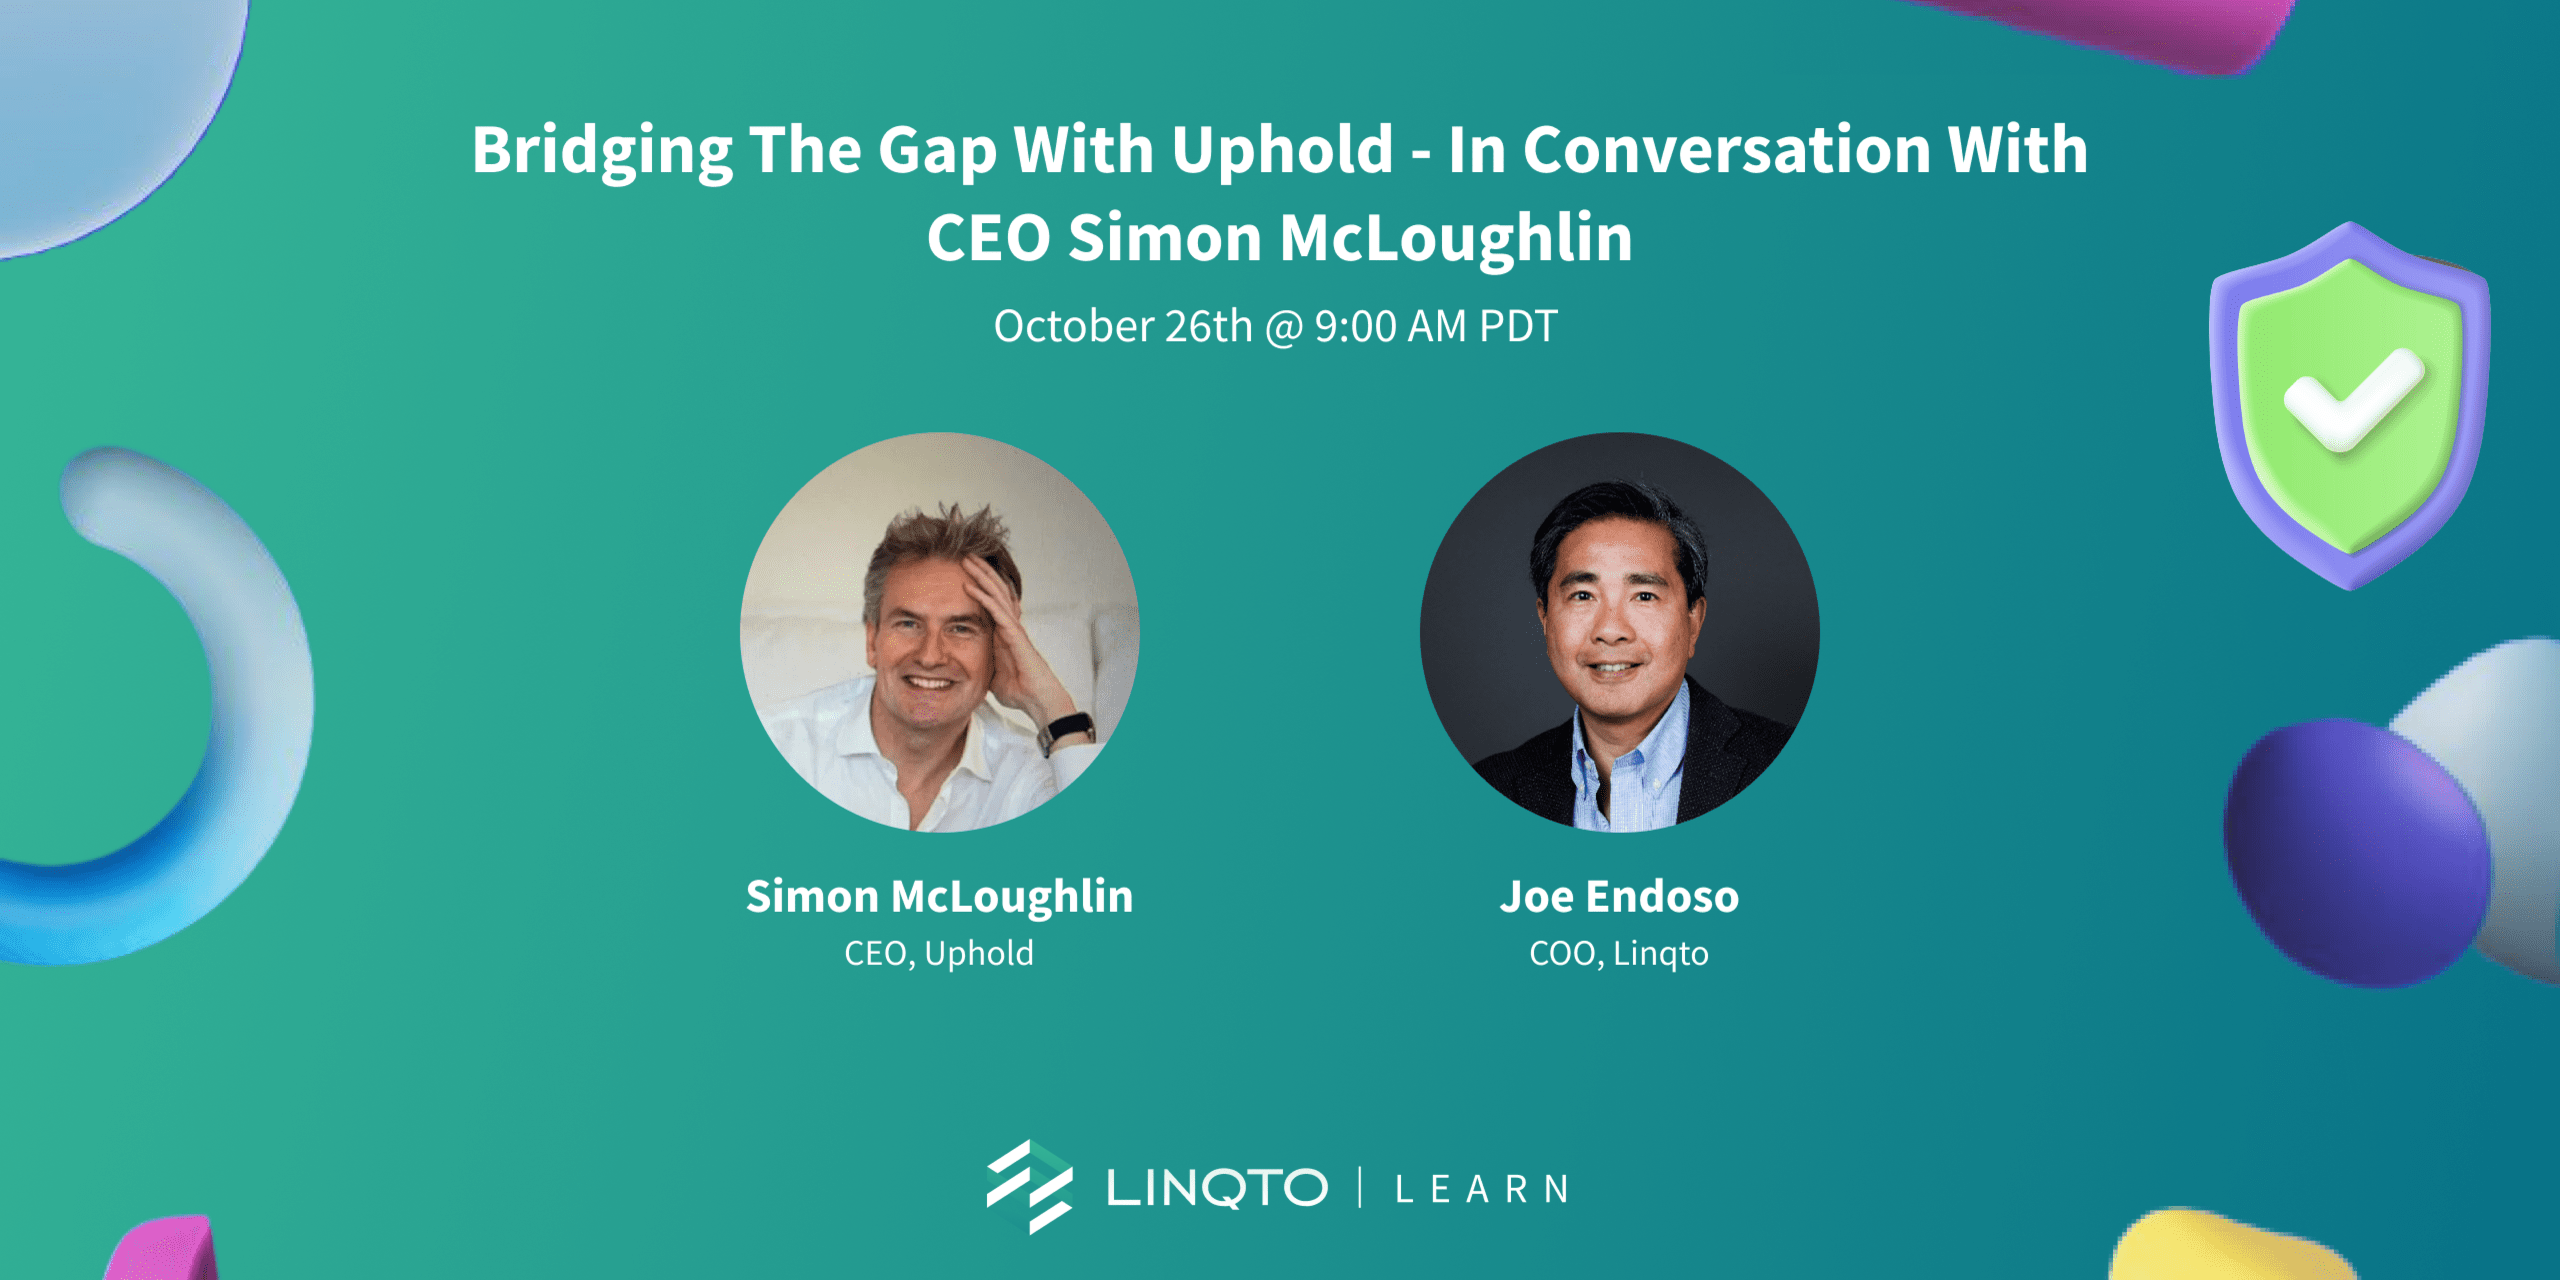 Bridging The Gap With Uphold - In Conversation With
CEO Simon McLoughlin
October 26th @ 9:00 AM PDT
Simon McLoughlin
CEO, Uphold
Joe Endoso
COO, Linqto
LINQTO | LEARN